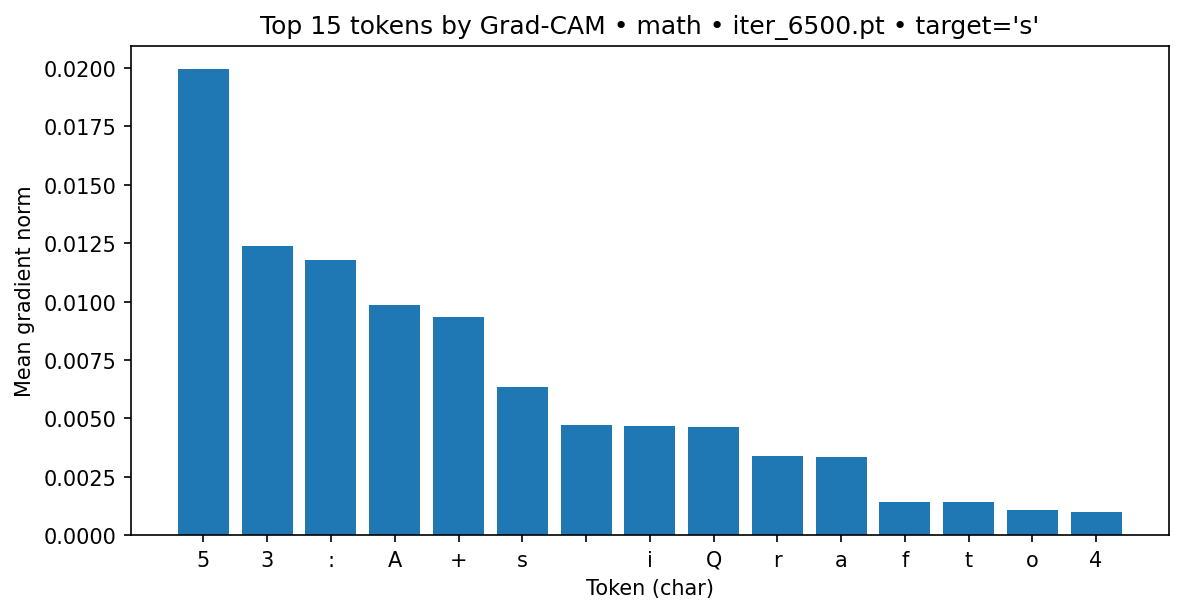 Top 15 tokens by Grad-CAM • math • iter_6500.pt • target='s'
Mean gradient norm
0.0200
0.0175
0.0150
0.0125
0.0100
0.0075
0.0050
0.0025
0.0000
5 3 : A + s i Q r a f t o 4
Token (char)